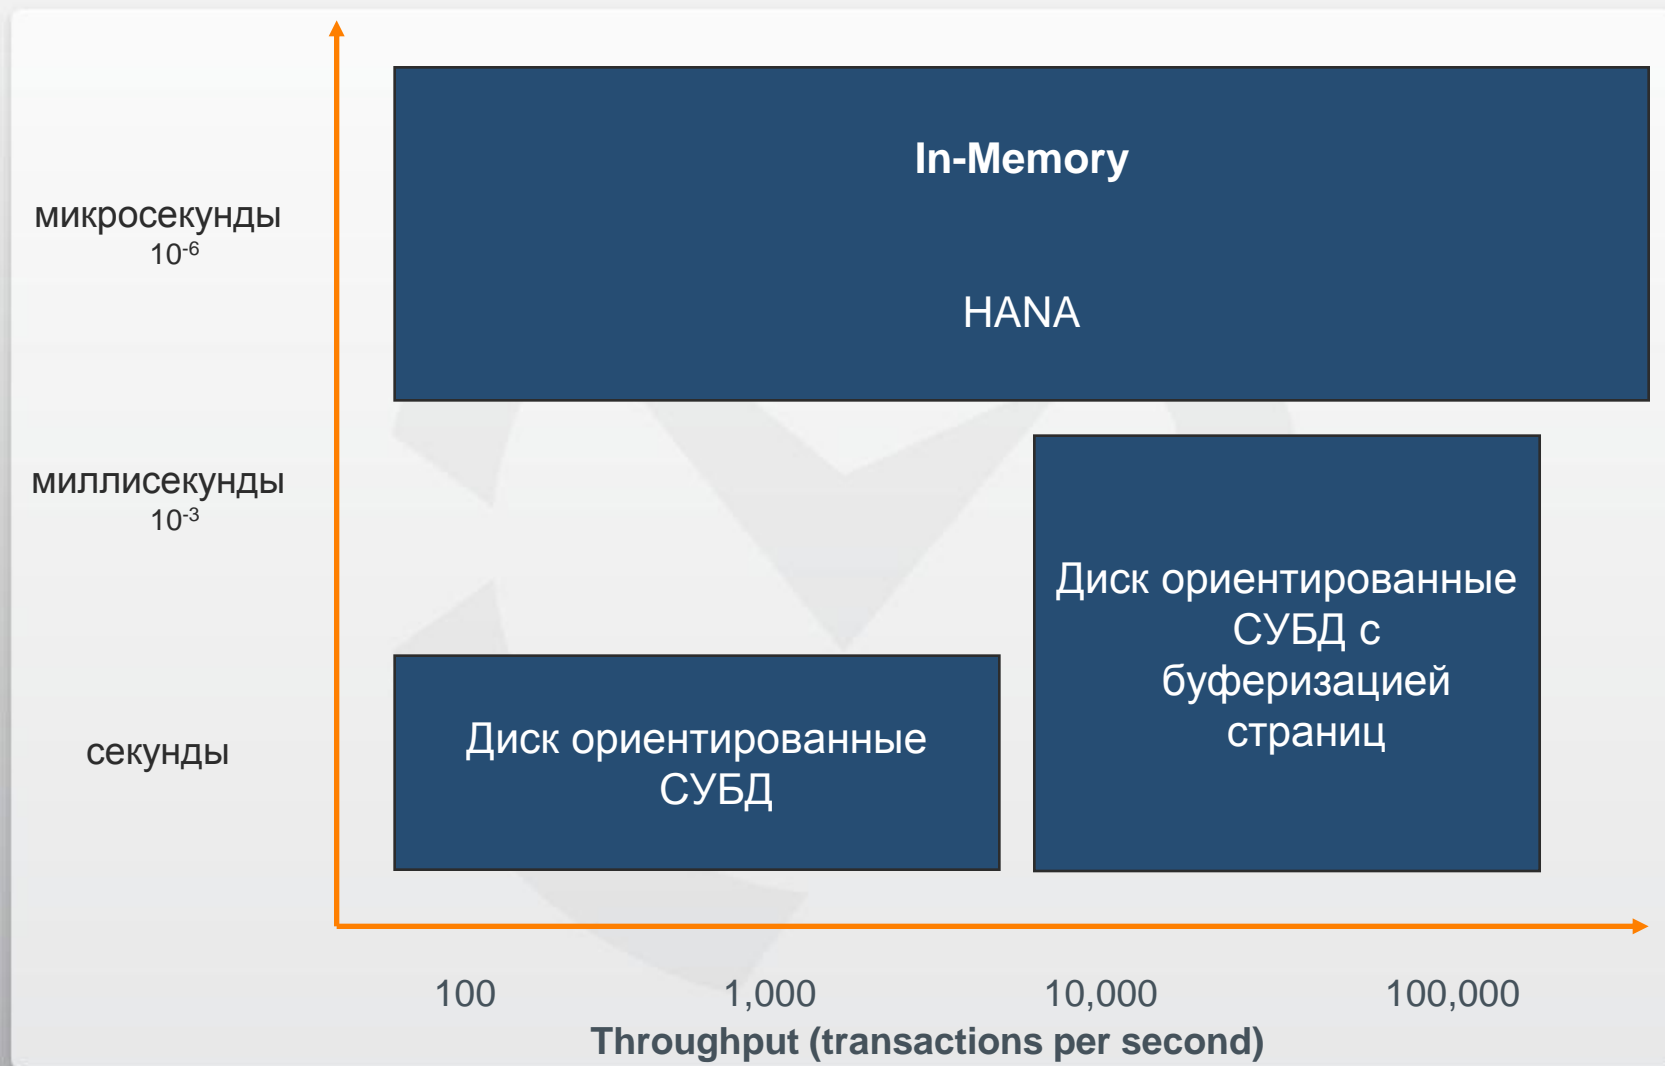 In-Memory
HANA
микросекунды
10⁻⁶
миллисекунды
10⁻³
секунды
Диск ориентированные
СУБД
Диск ориентированные
СУБД с
буферизацией
страниц
100 1,000 10,000 100,000
Throughput (transactions per second)